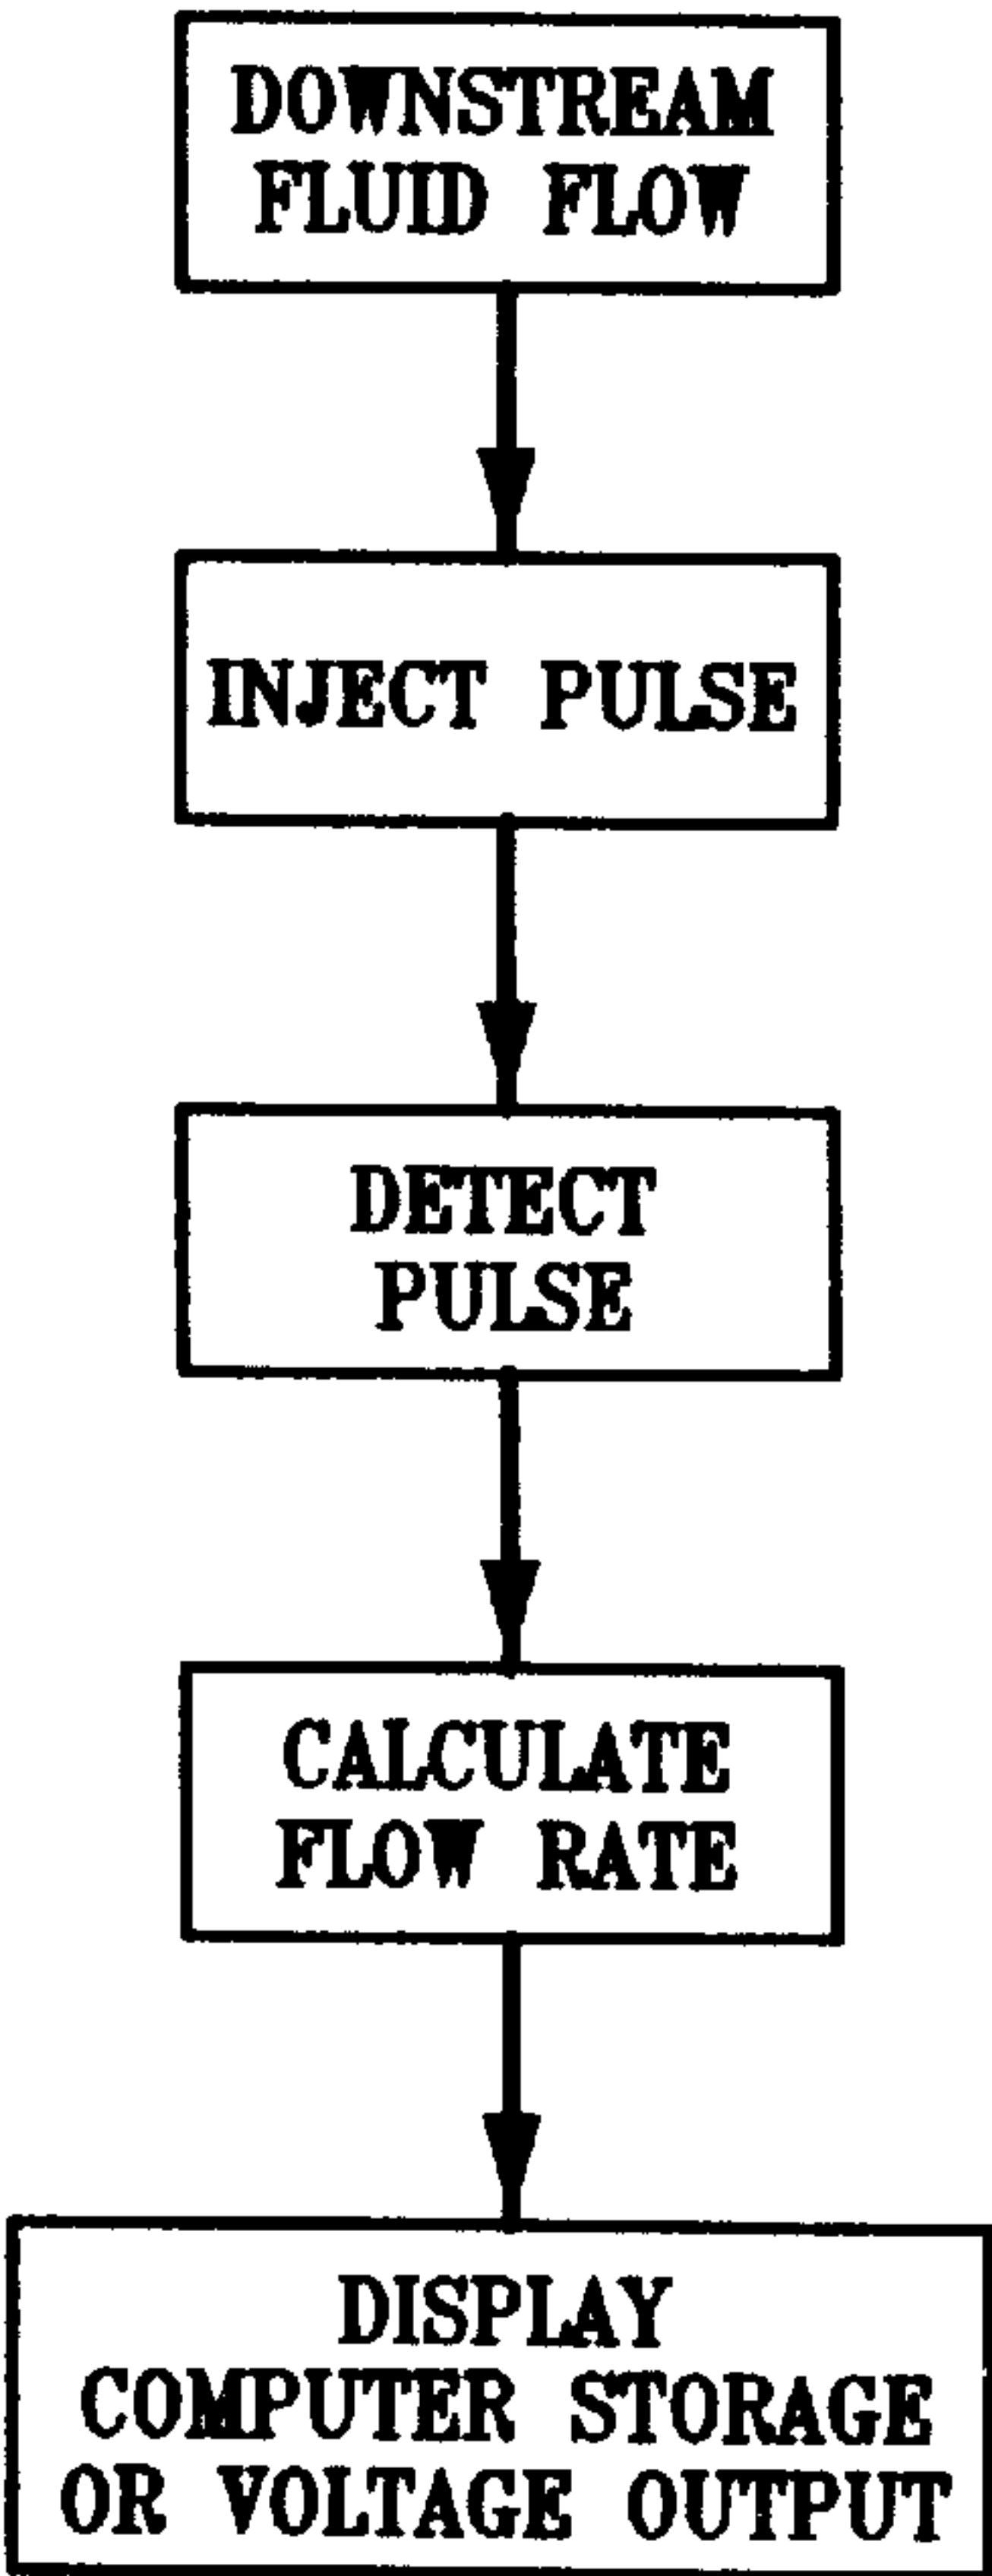 DOWNSTREAM
FLUID FLOW
INJECT PULSE
DETECT
PULSE
CALCULATE
FLOW RATE
DISPLAY
COMPUTER STORAGE
OR VOLTAGE OUTPUT